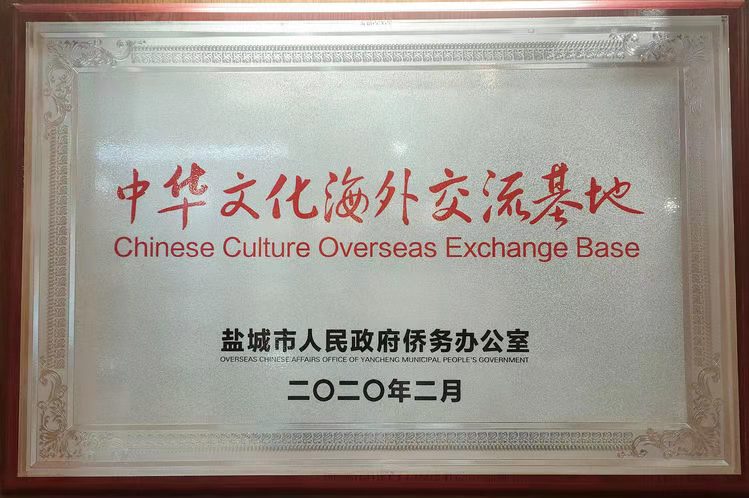 中华文化海外交流基地
Chinese Culture Overseas Exchange Base
盐城市人民政府侨务办公室
OVERSEAS CHINESE AFFAIRS OFFICE OF YANCHENG MUNICIPAL PEOPLE'S GOVERNMENT
二〇二〇年二月